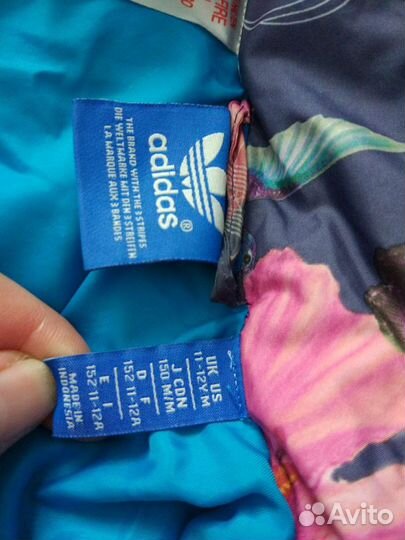 adidas®
THE BRAND WITH THE 3 STRIPES
DIE WELTMARKE MIT DEN 3 STREIFEN
LA MARQUE AUX 3 BANDES
UK US
11-12Y M
J CDN
150 M/M
D F
152 11-12A
E I
152 11-12A
MADE IN
INDONESIA
Avito